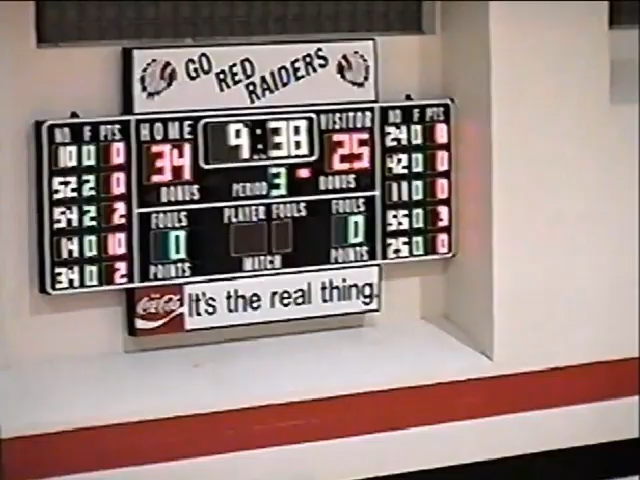 GO RED RAIDERS
NO F PTS.
HOME 9:38 VISITOR
NO F PTS
10 0 0
52 2 0
54 2 2
14 0 10
34 0 2
34
25
BONUS PERIOD 3 BONUS
FOULS PLAYER FOULS FOULS
0 0
POINTS MATCH POINTS
24 0 8
42 0 0
11 0 0
55 0 3
25 0 0
Coca-Cola It's the real thing.